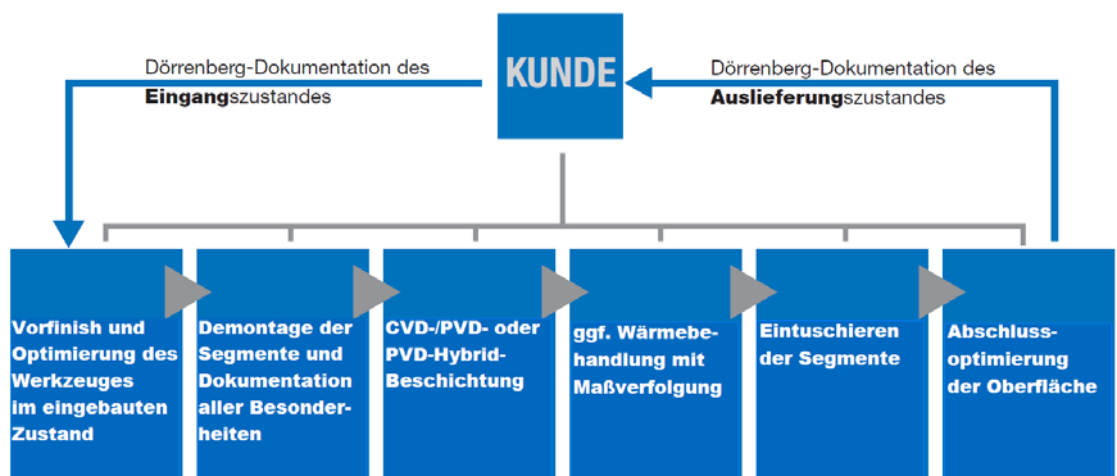 KUNDE
Dörrenberg-Dokumentation des
Eingangszustandes
Dörrenberg-Dokumentation des
Auslieferungszustandes
Vorfinish und
Optimierung des
Werkzeuges
im eingebauten
Zustand
Demontage der
Segmente und
Dokumentation
aller Besonder-
heiten
CVD-/PVD- oder
PVD-Hybrid-
Beschichtung
ggf. Wärmebe-
handlung mit
Maßverfolgung
Eintuschieren
der Segmente
Abschluss-
optimierung
der Oberfläche